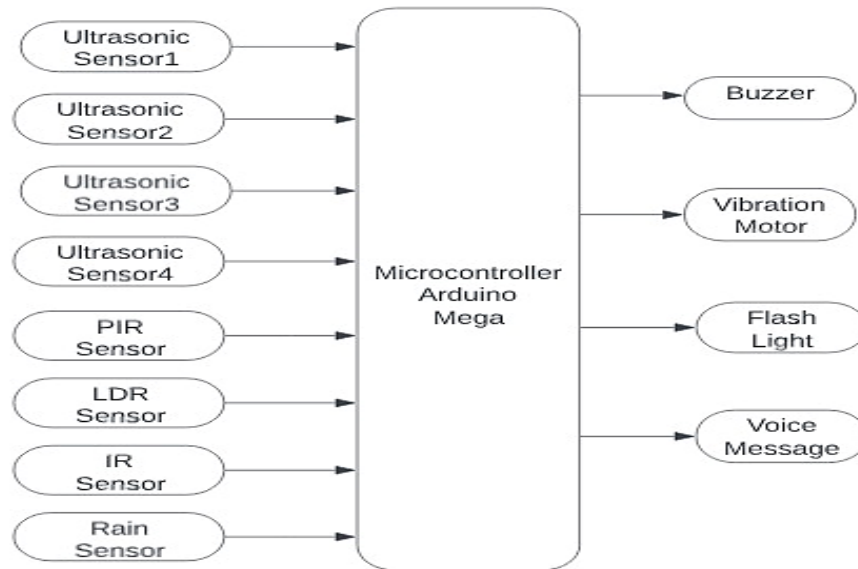 Ultrasonic
Sensor1
Ultrasonic
Sensor2
Ultrasonic
Sensor3
Ultrasonic
Sensor4
PIR
Sensor
LDR
Sensor
IR
Sensor
Rain
Sensor
Microcontroller
Arduino
Mega
Buzzer
Vibration
Motor
Flash
Light
Voice
Message